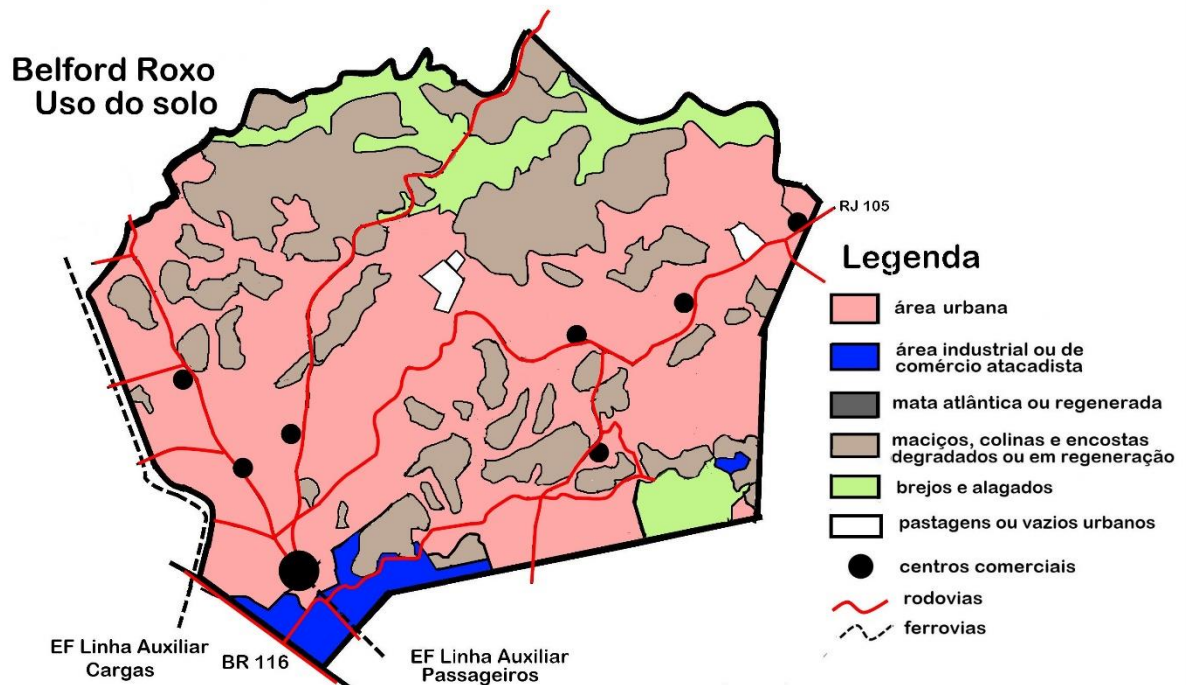 Belford Roxo
Uso do solo
RJ 105
Legenda
área urbana
área industrial ou de
comércio atacadista
mata atlântica ou regenerada
maciços, colinas e encostas
degradados ou em regeneração
brejos e alagados
pastagens ou vazios urbanos
centros comerciais
rodovias
ferrovias
EF Linha Auxiliar
Cargas
BR 116
EF Linha Auxiliar
Passageiros